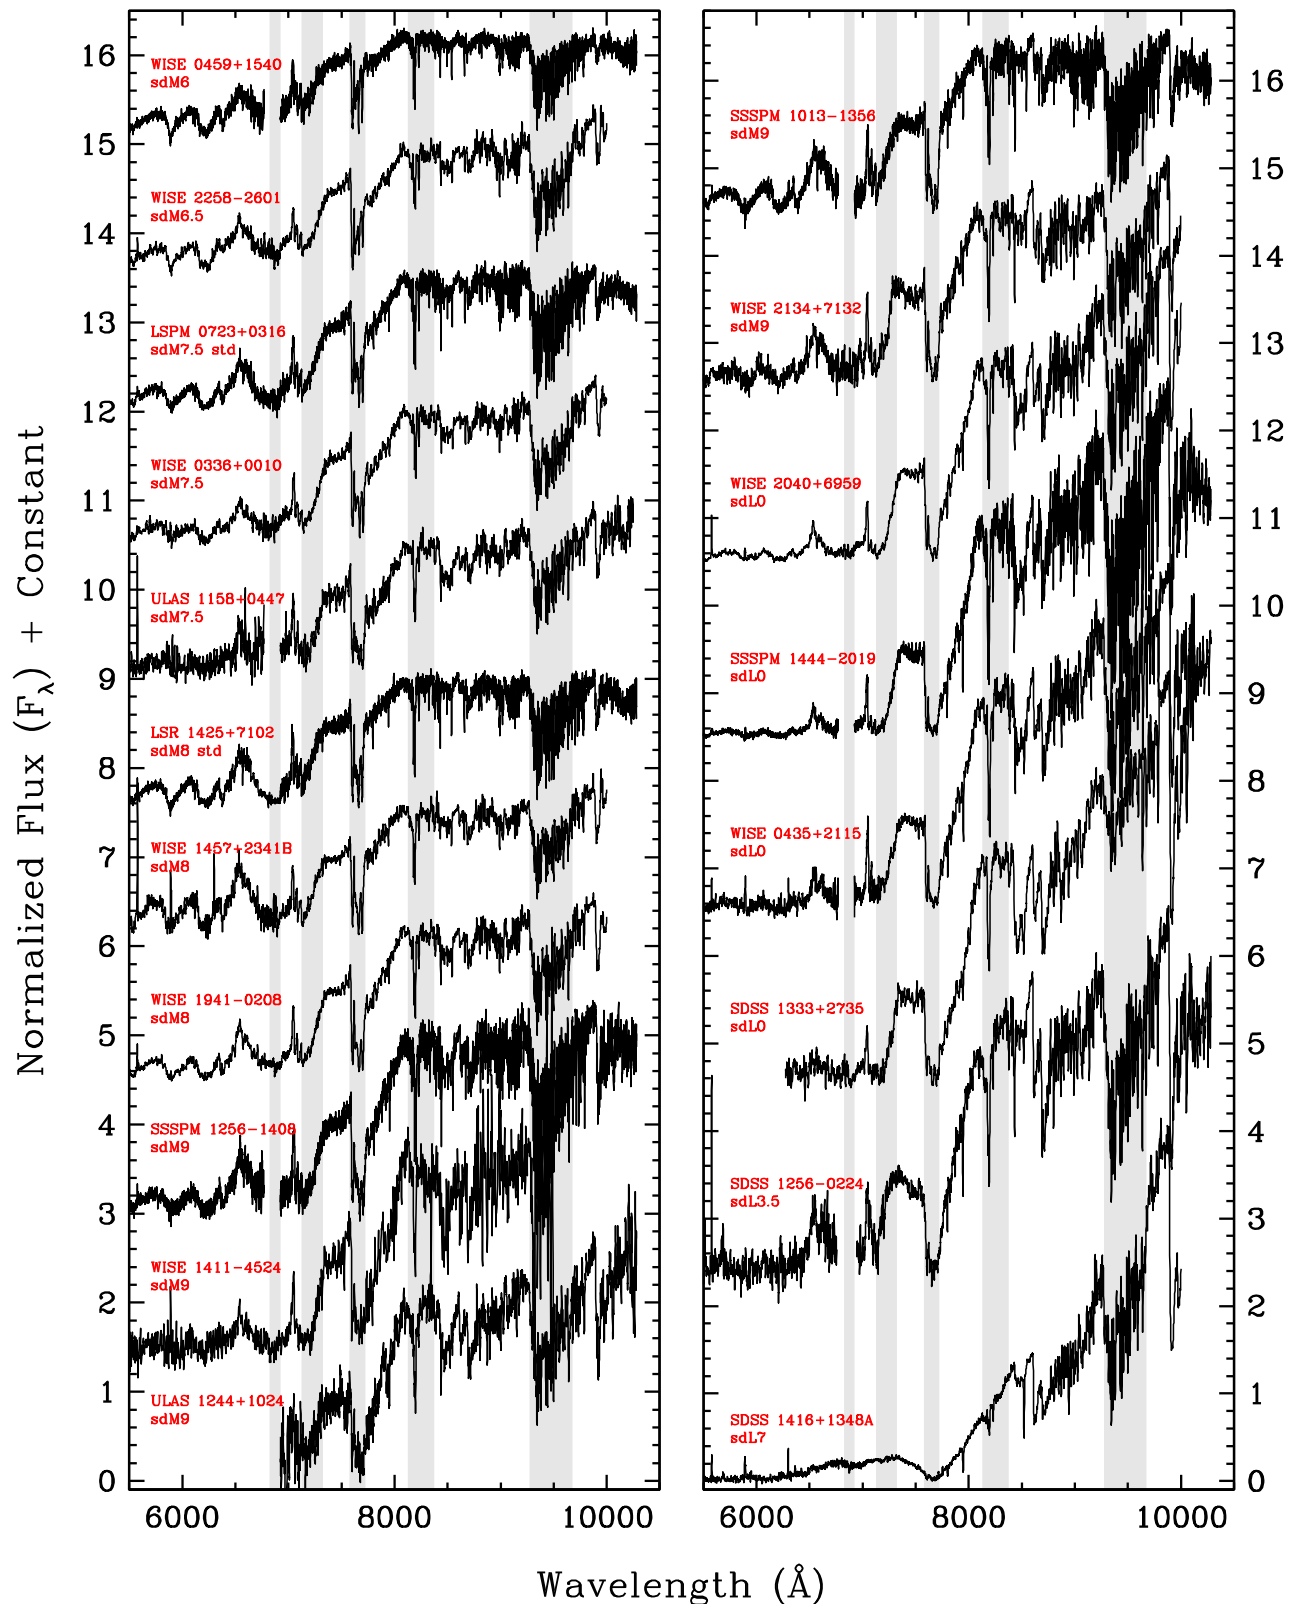 Normalized Flux (Fλ) + Constant
16
15
14
13
12
11
10
9
8
7
6
5
4
3
2
1
0
WISE 0459+1540
sdM6
WISE 2258−2601
sdM6.5
LSPM 0723+0316
sdM7.5 std
WISE 0336+0010
sdM7.5
ULAS 1158+0447
sdM7.5
LSR 1425+7102
sdM8 std
WISE 1457+2341B
sdM8
WISE 1941−0208
sdM8
SSSPM 1256−1408
sdM9
WISE 1411−4524
sdM9
ULAS 1244+1024
sdM9
6000
8000
10000
SSSPM 1013−1356
sdM9
WISE 2134+7132
sdM9
WISE 2040+6959
sdL0
SSSPM 1444−2019
sdL0
WISE 0435+2115
sdL0
SDSS 1333+2735
sdL0
SDSS 1256−0224
sdL3.5
SDSS 1416+1348A
sdL7
16
15
14
13
12
11
10
9
8
7
6
5
4
3
2
1
0
6000
8000
10000
Wavelength (Å)